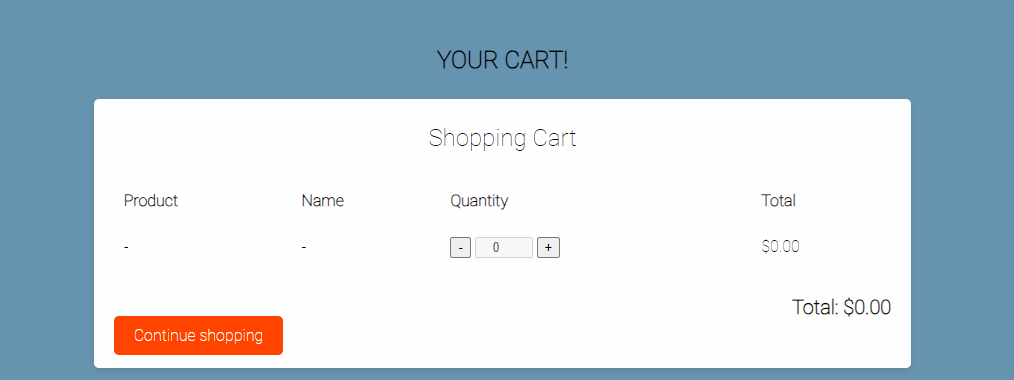 YOUR CART!
Shopping Cart
Product Name Quantity Total
- - - 0 + $0.00
Total: $0.00
Continue shopping